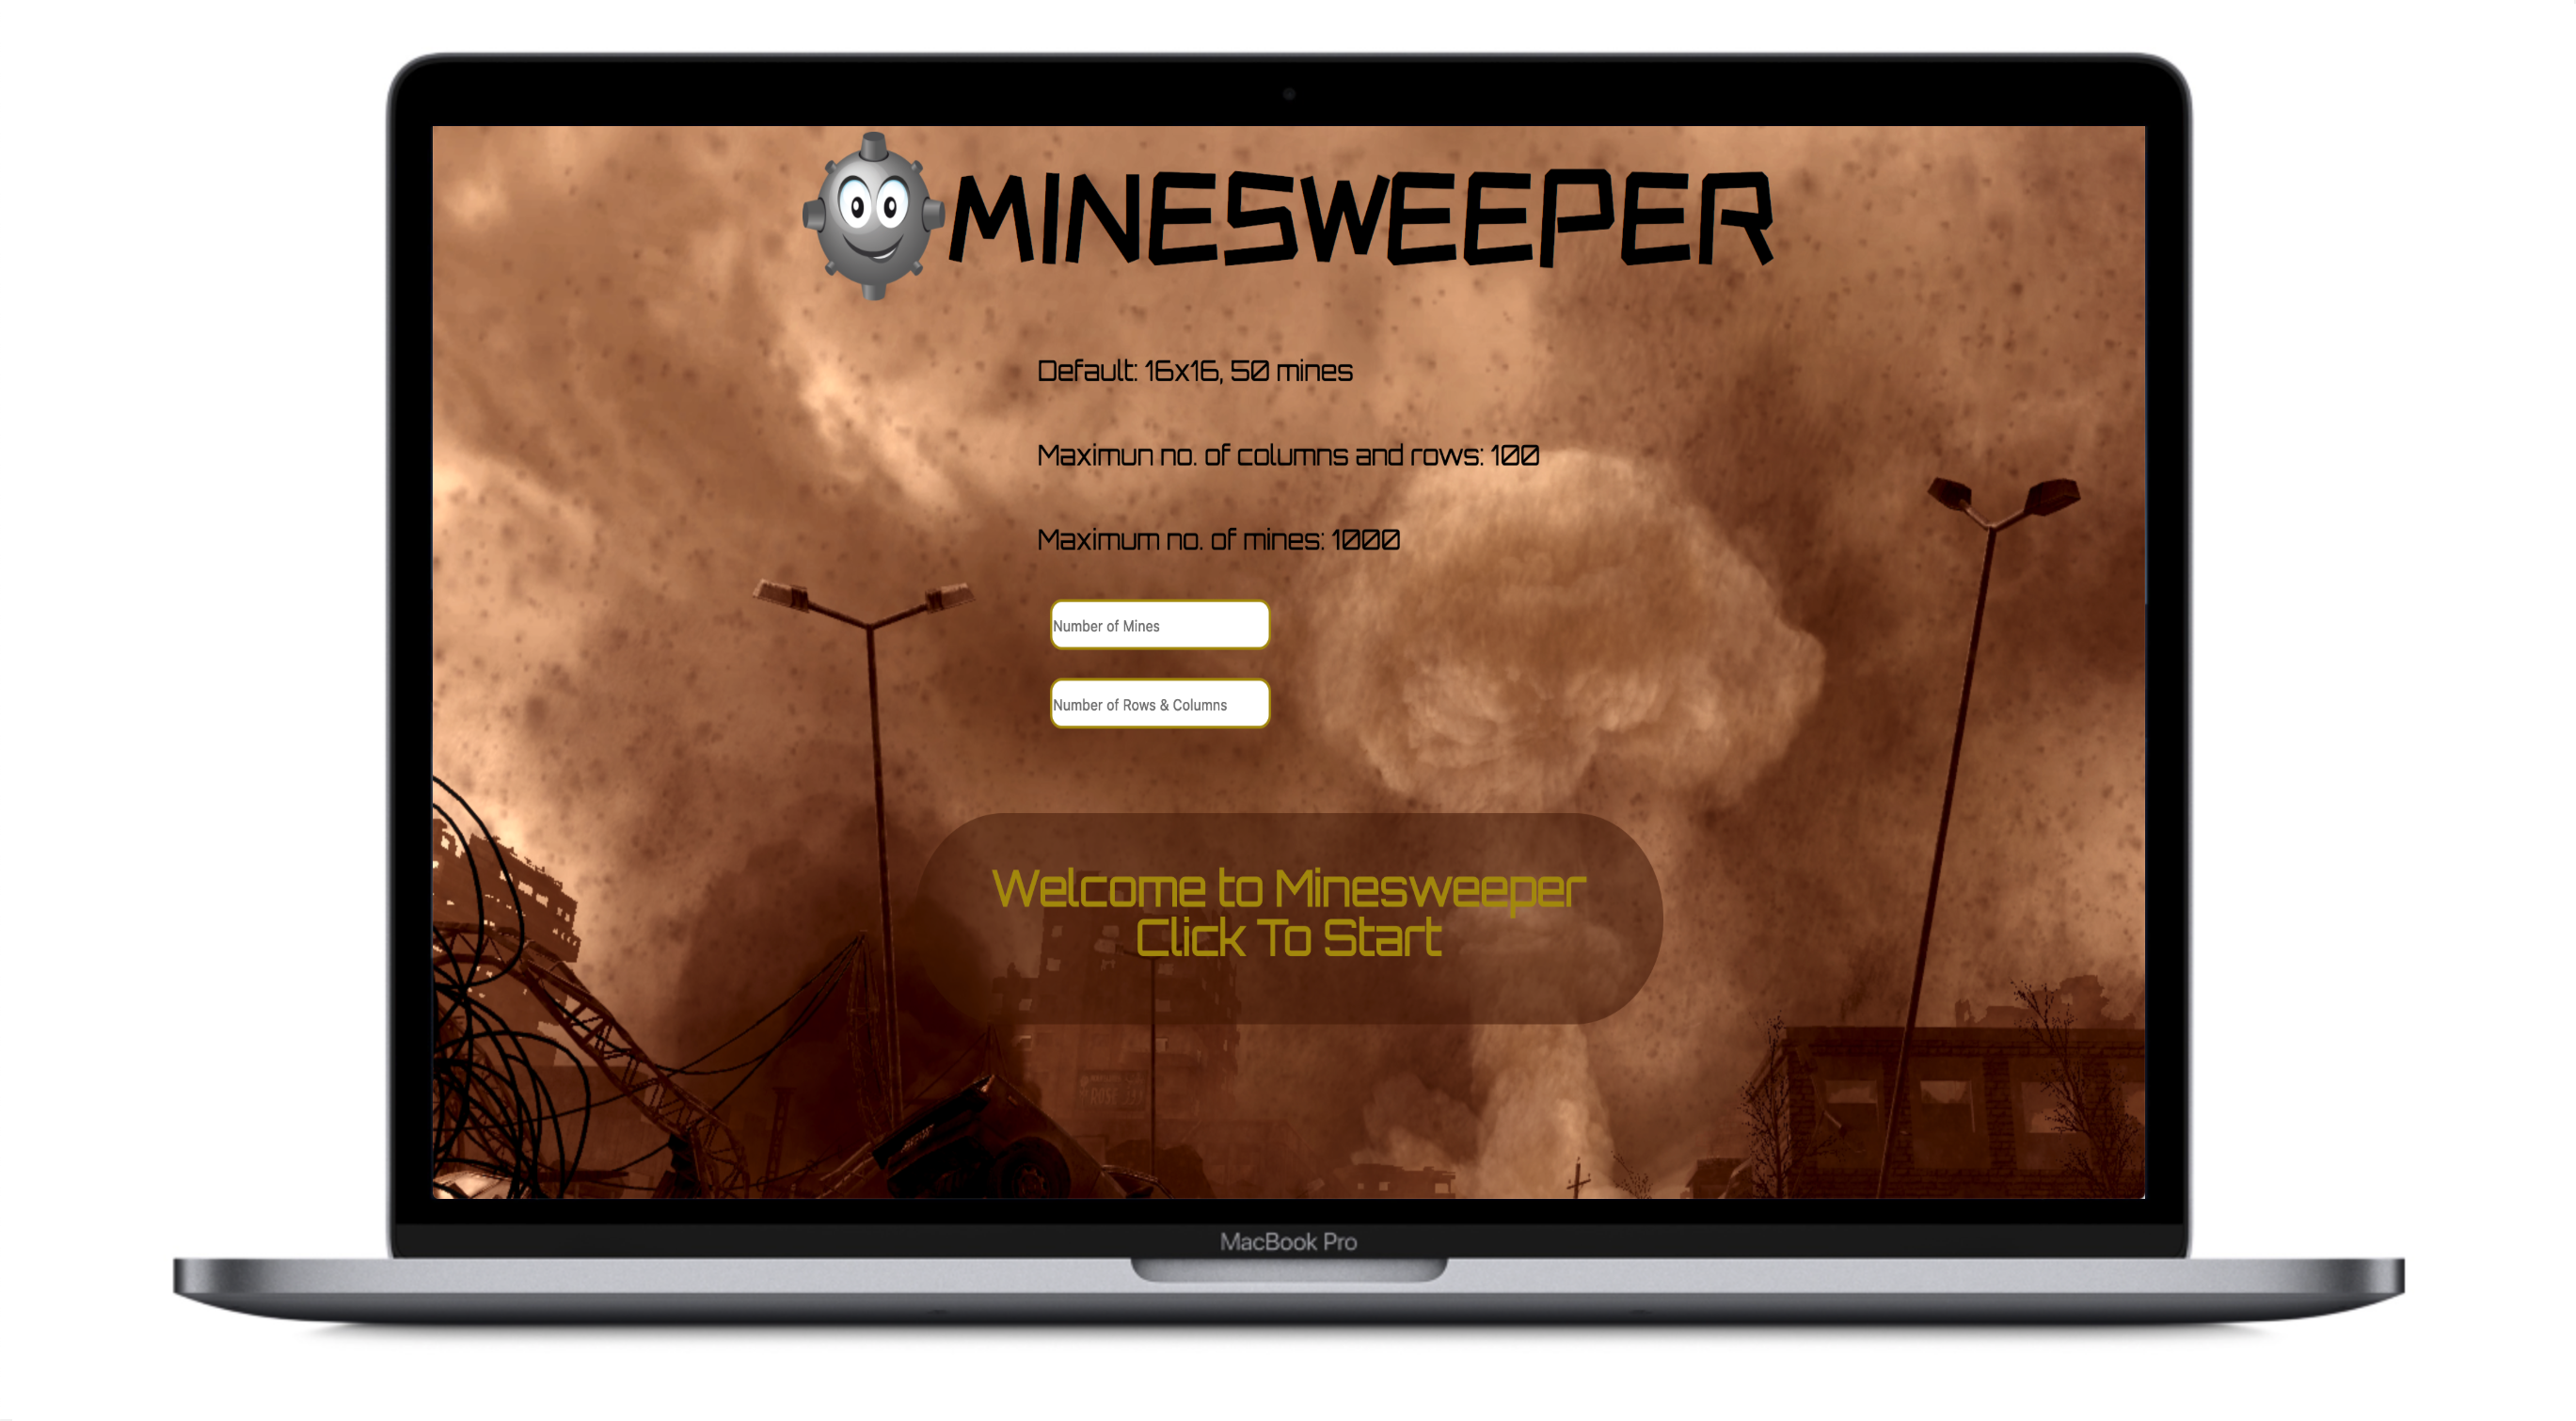 MINESWEEPER
Default: 16x16, 50 mines
Maximun no. of columns and rows: 100
Maximum no. of mines: 1000
Number of Mines
Number of Rows & Columns
Welcome to Minesweeper
Click To Start
MacBook Pro